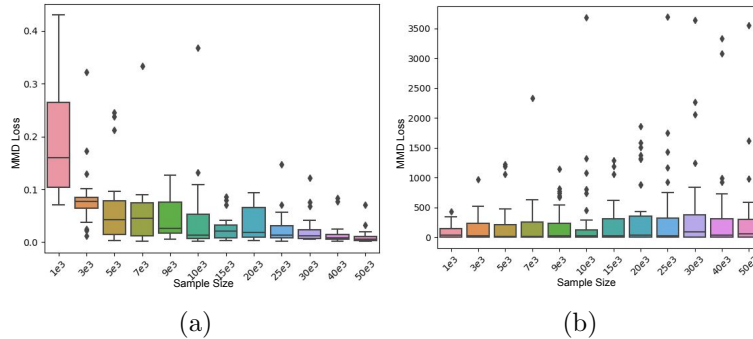 0.4
0.3
0.2
0.1
0.0
MMD Loss
1e3
3e3
5e3
7e3
9e3
10e3
15e3
20e3
25e3
30e3
40e3
50e3
Sample Size
(a)
3500
3000
2500
2000
1500
1000
500
0
MMD Loss
1e3
3e3
5e3
7e3
9e3
10e3
15e3
20e3
25e3
30e3
40e3
50e3
Sample Size
(b)